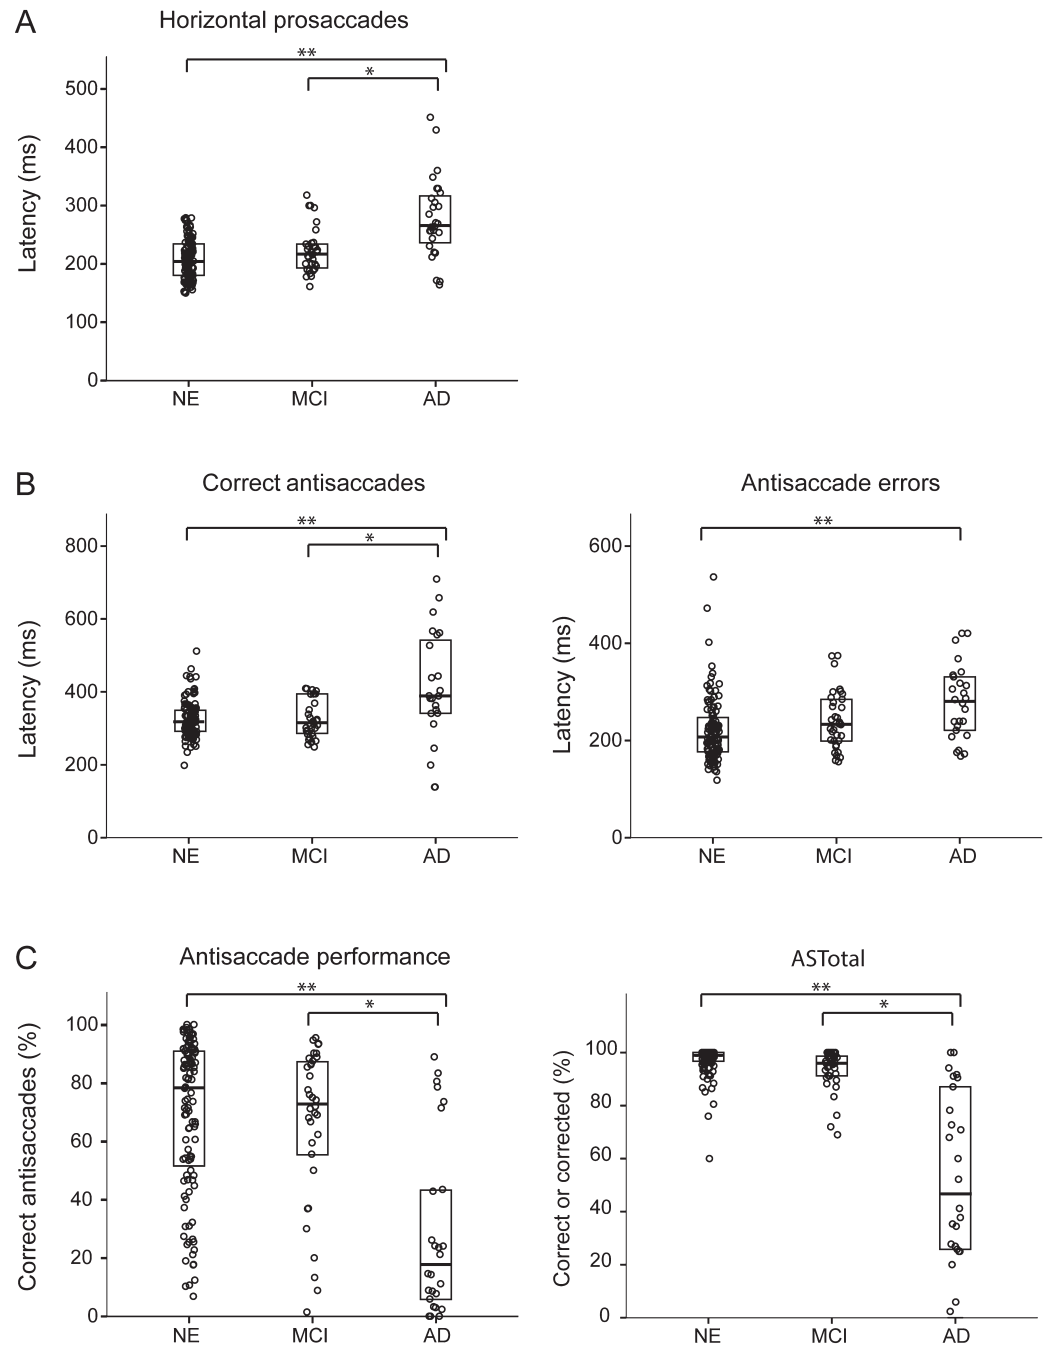 A
Horizontal prosaccades
**
*
Latency (ms)
500
400
300
200
100
0
NE MCI AD
B
Correct antisaccades
**
*
Latency (ms)
800
600
400
200
0
NE MCI AD
Antisaccade errors
**
Latency (ms)
600
400
200
0
NE MCI AD
C
Antisaccade performance
**
*
Correct antisaccades (%)
100
80
60
40
20
0
NE MCI AD
ASTotal
**
*
Correct or corrected (%)
100
80
60
40
20
0
NE MCI AD